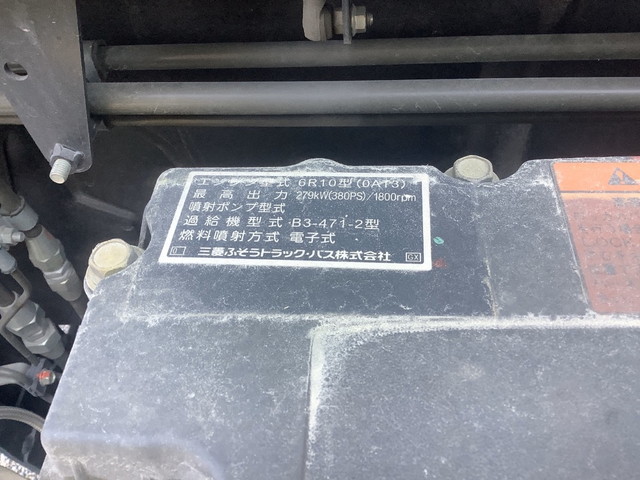 エンジン型式 6R10型(0AT3)
最高出力 279kW(380PS)/1800rpm
噴射ポンプ型式
過給機型式 B3-471-2型
燃料噴射方式 電子式
三菱ふそうトラック・バス株式会社
GX